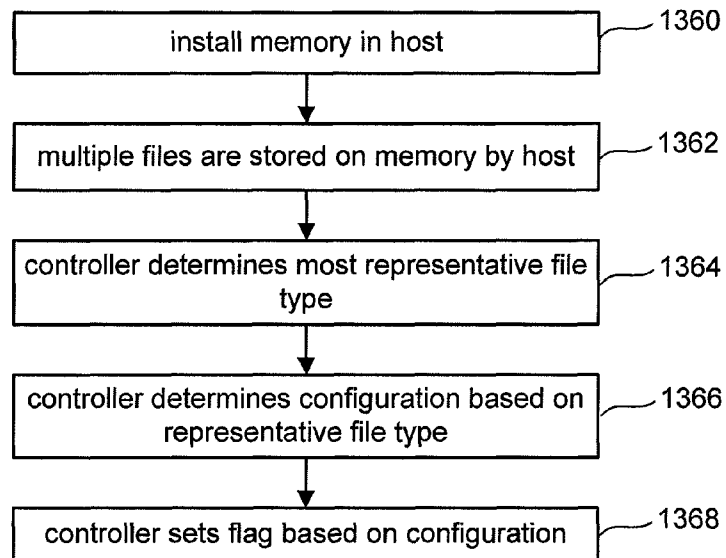 install memory in host
1360
multiple files are stored on memory by host
1362
controller determines most representative file
type
1364
controller determines configuration based on
representative file type
1366
controller sets flag based on configuration
1368